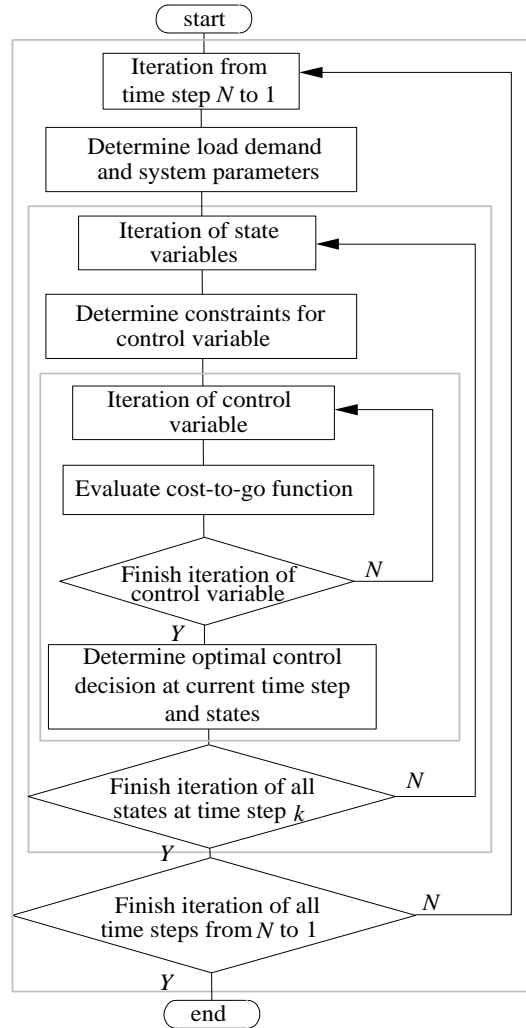 start
Iteration from
time step N to 1
Determine load demand
and system parameters
Iteration of state
variables
Determine constraints for
control variable
Iteration of control
variable
Evaluate cost-to-go function
Finish iteration of
control variable
N
Y
Determine optimal control
decision at current time step
and states
Finish iteration of all
states at time step k
N
Y
Finish iteration of all
time steps from N to 1
N
Y
end